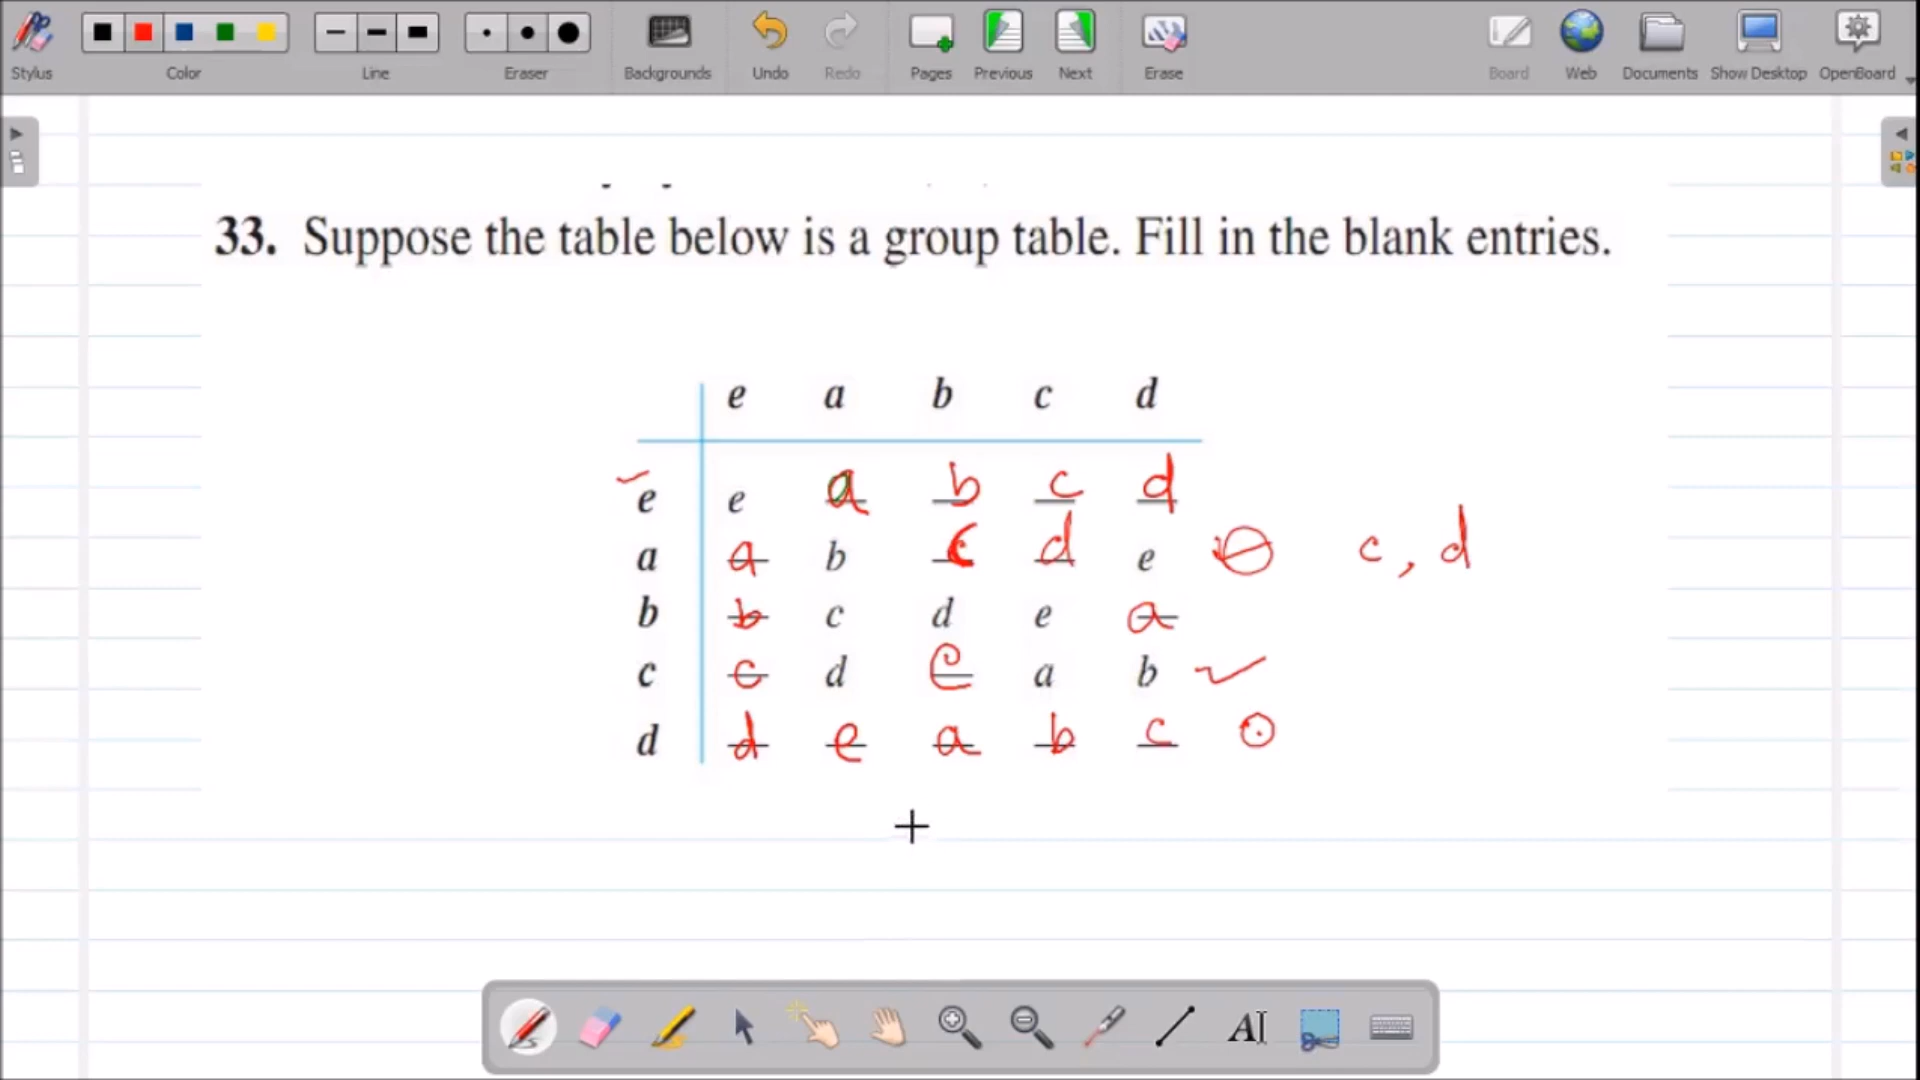 Stylus Color Line Eraser Backgrounds Undo Redo Pages Previous Next Erase Board Web Documents Show Desktop OpenBoard
33. Suppose the table below is a group table. Fill in the blank entries.
e a b c d
e e a b c d
a a b c d e c, d
b b c d e a
c c d e a b
d d e a b c
AI